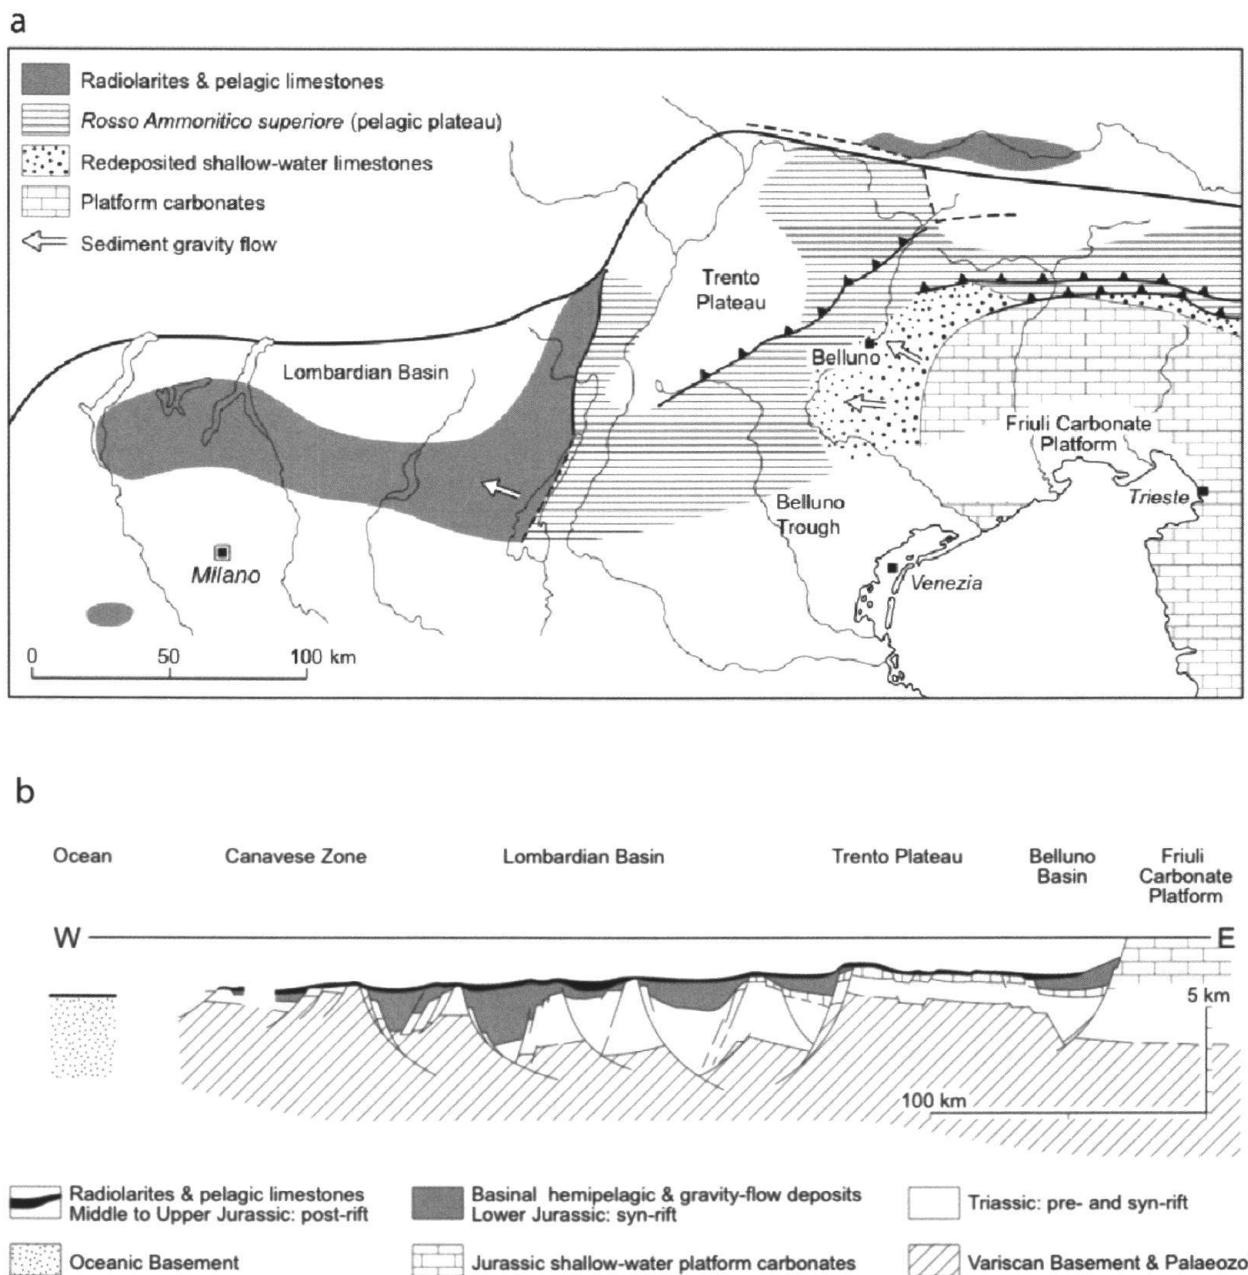 a
Radiolarites & pelagic limestones
Rosso Ammonitico superiore (pelagic plateau)
Redeposited shallow-water limestones
Platform carbonates
Sediment gravity flow
Trento
Plateau
Lombardian Basin
Belluno
Friuli Carbonate
Platform
Trieste
Belluno
Trough
Milano
Venezia
0 50 100 km
b
Ocean Canavese Zone Lombardian Basin Trento Plateau Belluno Basin Friuli Carbonate Platform
W E
5 km
100 km
Radiolarites & pelagic limestones
Middle to Upper Jurassic: post-rift
Basinal hemipelagic & gravity-flow deposits
Lower Jurassic: syn-rift
Triassic: pre- and syn-rift
Oceanic Basement
Jurassic shallow-water platform carbonates
Variscan Basement & Palaeozo